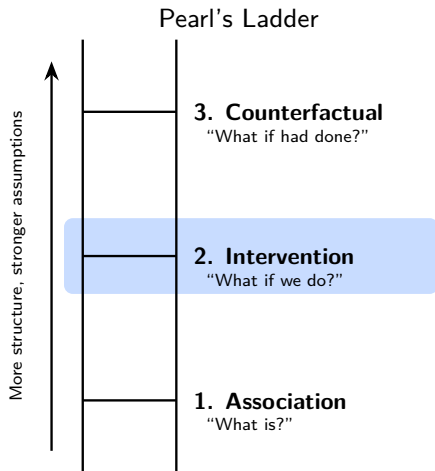 Pearl's Ladder
More structure, stronger assumptions
3. Counterfactual
“What if had done?”
2. Intervention
“What if we do?”
1. Association
“What is?”